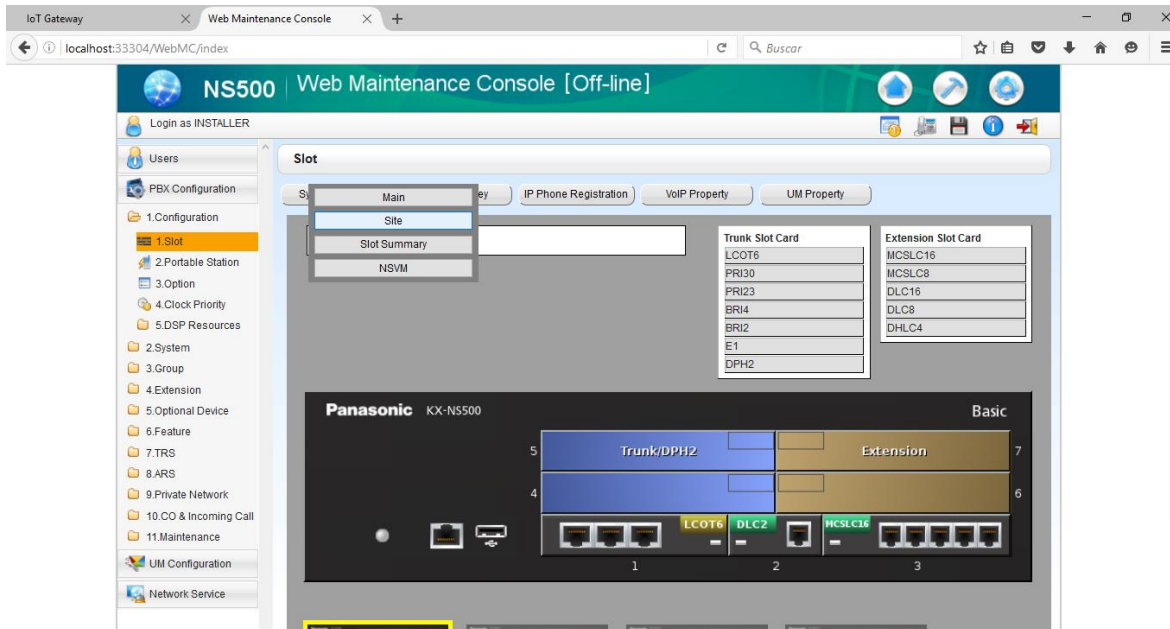 IoT Gateway
Web Maintenance Console
localhost:33304/WebMC/index
Buscar
NS500
Web Maintenance Console [Off-line]
Login as INSTALLER
Users
PBX Configuration
1.Configuration
1.Slot
2.Portable Station
3.Option
4.Clock Priority
5.DSP Resources
2.System
3.Group
4.Extension
5.Optional Device
6.Feature
7.TRS
8.ARS
9.Private Network
10.CO & Incoming Call
11.Maintenance
UM Configuration
Network Service
Slot
IP Phone Registration
VoIP Property
UM Property
Main
Site
Slot Summary
NSVM
Trunk Slot Card
LCOT6
PRI30
PRI23
BRI4
BRI2
E1
DPH2
Extension Slot Card
MCSLC16
MCSLC8
DLC16
DLC8
DHLC4
Panasonic KX-NS500
Basic
5 Trunk/DPH2 Extension 7
4 6
LCOT6 DLC2 MCSLC16
1 2 3